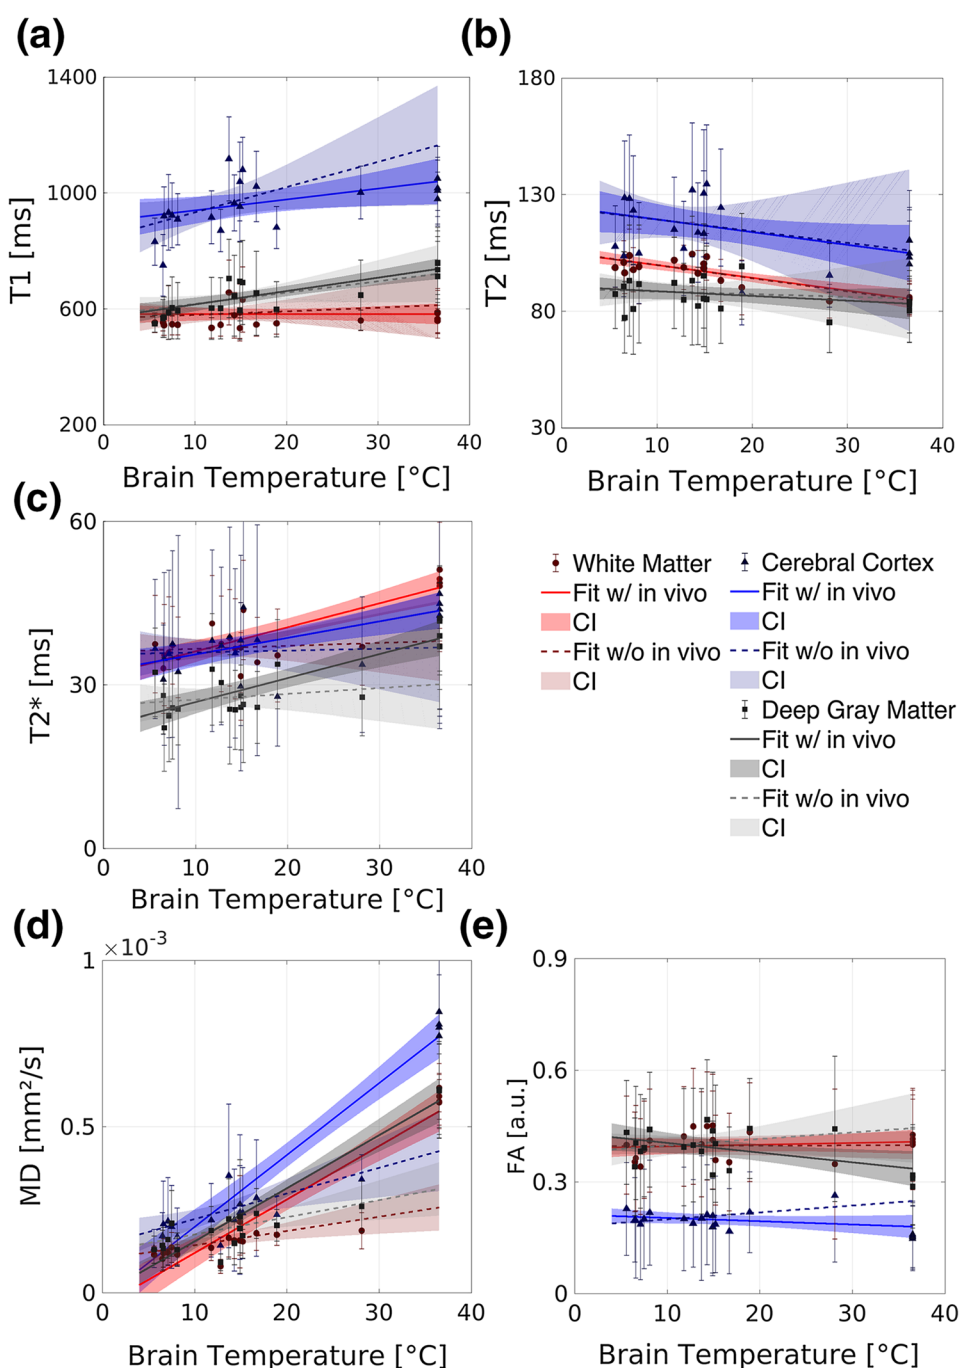 (a)
1400
1000
600
200
T1 [ms]
0 10 20 30 40
Brain Temperature [°C]
(b)
180
130
80
30
T2 [ms]
0 10 20 30 40
Brain Temperature [°C]
(c)
60
30
0
T2* [ms]
0 10 20 30 40
Brain Temperature [°C]
White Matter
Fit w/ in vivo
CI
Fit w/o in vivo
CI
Cerebral Cortex
Fit w/ in vivo
CI
Fit w/o in vivo
CI
Deep Gray Matter
Fit w/ in vivo
CI
Fit w/o in vivo
CI
(d)
×10-3
1
0.5
0
MD [mm²/s]
0 10 20 30 40
Brain Temperature [°C]
(e)
0.9
0.6
0.3
0
FA [a.u.]
0 10 20 30 40
Brain Temperature [°C]